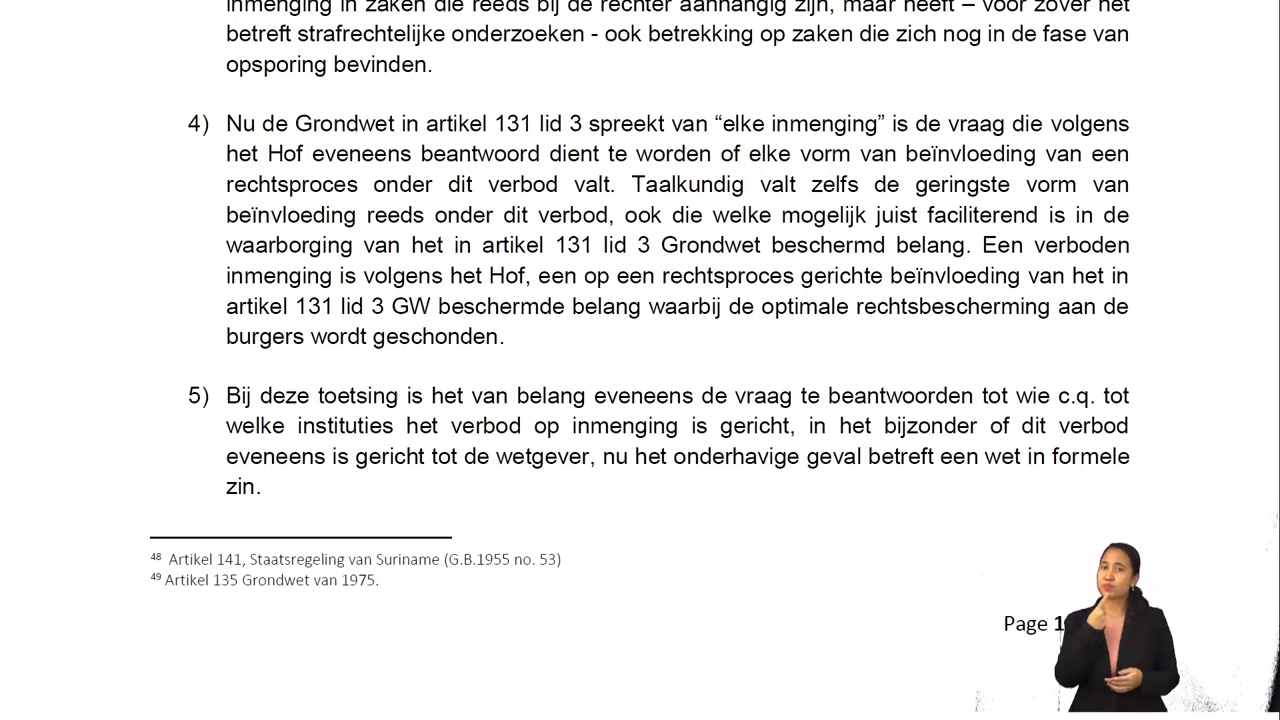 inmenging in zaken die reeds bij de rechter aanhangig zijn, maar heeft – voor zover het
betreft strafrechtelijke onderzoeken - ook betrekking op zaken die zich nog in de fase van
opsporing bevinden.
4) Nu de Grondwet in artikel 131 lid 3 spreekt van “elke inmenging” is de vraag die volgens
het Hof eveneens beantwoord dient te worden of elke vorm van beïnvloeding van een
rechtsproces onder dit verbod valt. Taalkundig valt zelfs de geringste vorm van
beïnvloeding reeds onder dit verbod, ook die welke mogelijk juist faciliterend is in de
waarborging van het in artikel 131 lid 3 Grondwet beschermd belang. Een verboden
inmenging is volgens het Hof, een op een rechtsproces gerichte beïnvloeding van het in
artikel 131 lid 3 GW beschermde belang waarbij de optimale rechtsbescherming aan de
burgers wordt geschonden.
5) Bij deze toetsing is het van belang eveneens de vraag te beantwoorden tot wie c.q. tot
welke instituties het verbod op inmenging is gericht, in het bijzonder of dit verbod
eveneens is gericht tot de wetgever, nu het onderhavige geval betreft een wet in formele
zin.
48 Artikel 141, Staatsregeling van Suriname (G.B.1955 no. 53)
49 Artikel 135 Grondwet van 1975.
Page